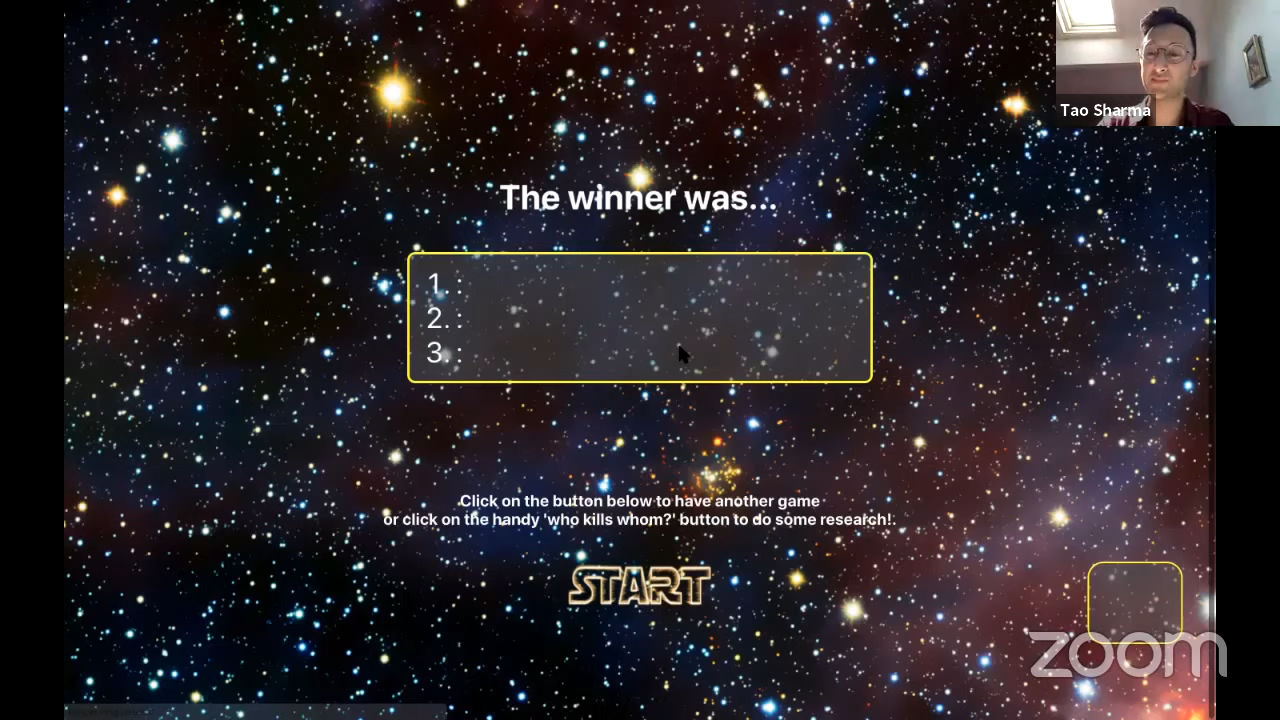 Tao Sharma
The winner was...
1. :
2. :
3. :
Click on the button below to have another game
or click on the handy 'who kills whom?' button to do some research!.
START
zoom